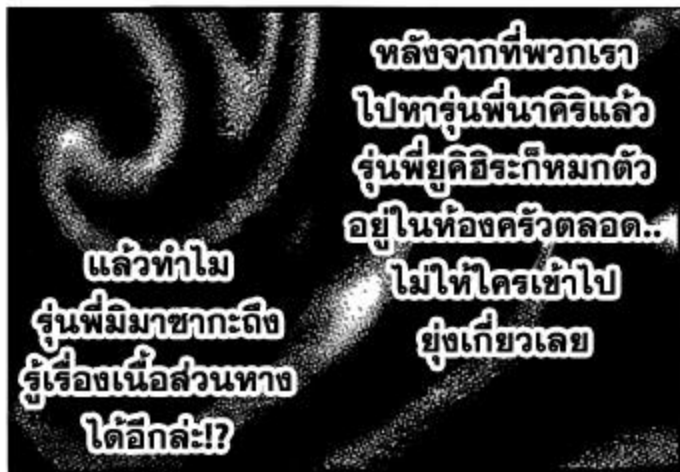 หลังจากที่พวกเรา
ไปหารุ่นพี่นาคิริแล้ว
รุ่นพี่ยูคิฮิระก็หมกตัว
อยู่ในห้องครัวตลอด..
ไม่ให้ใครเข้าไป
ยุ่งเกี่ยวเลย
แล้วทำไม
รุ่นพี่มิมาซากะถึง
รู้เรื่องเนื้อส่วนทาง
ได้อีกล่ะ!?